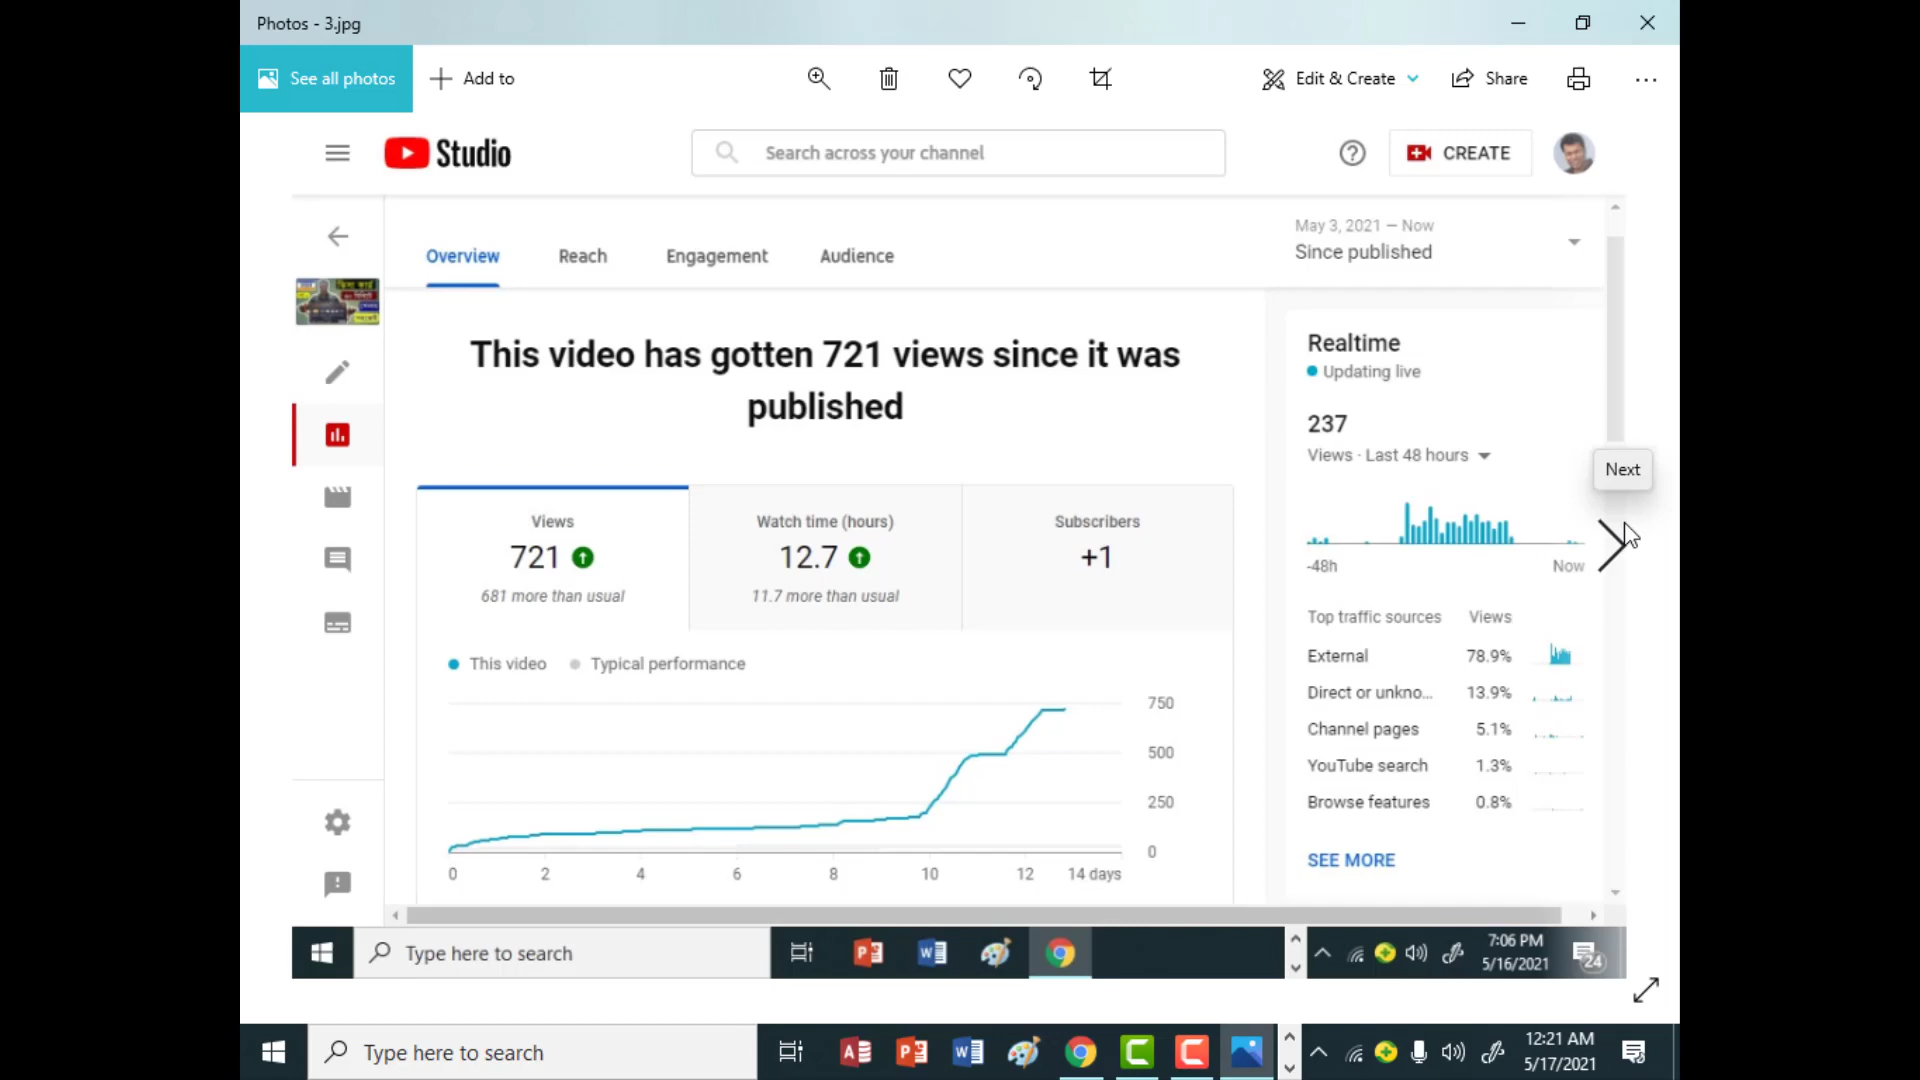 Photos - 3.jpg
See all photos
Add to
Edit & Create
Share
Studio
Search across your channel
CREATE
Overview
Reach
Engagement
Audience
May 3, 2021 – Now
Since published
This video has gotten 721 views since it was
published
Views
721
681 more than usual
Watch time (hours)
12.7
11.7 more than usual
Subscribers
+1
This video
Typical performance
750
500
250
0
0 2 4 6 8 10 12 14 days
Realtime
Updating live
237
Views · Last 48 hours
Next
-48h
Now
Top traffic sources Views
External 78.9%
Direct or unkno... 13.9%
Channel pages 5.1%
YouTube search 1.3%
Browse features 0.8%
SEE MORE
Type here to search
7:06 PM
5/16/2021
24
Type here to search
12:21 AM
5/17/2021